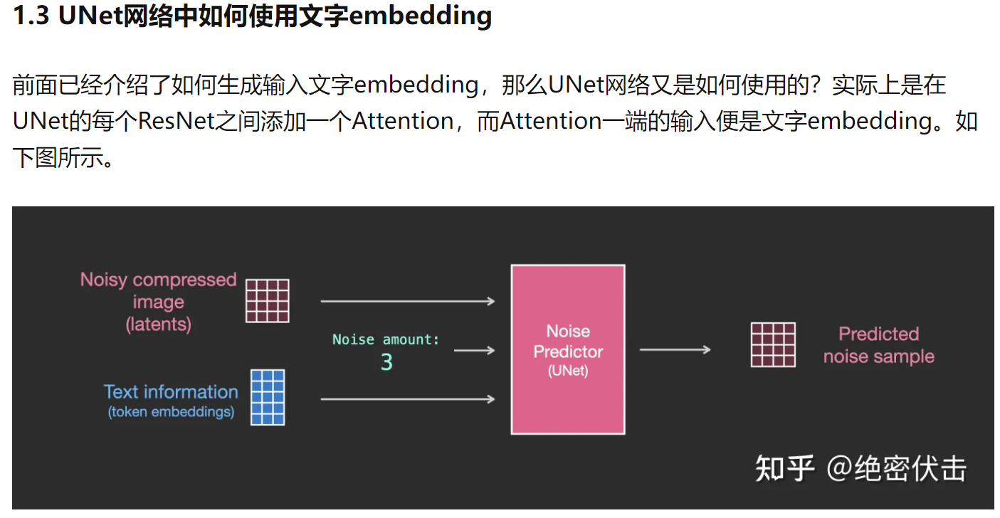 1.3 UNet网络中如何使用文字embedding
前面已经介绍了如何生成输入文字embedding，那么UNet网络又是如何使用的？实际上是在
UNet的每个ResNet之间添加一个Attention，而Attention一端的输入便是文字embedding。如
下图所示。
Noisy compressed
image
(latents)
Noise amount:
3
Text information
(token embeddings)
Noise
Predictor
(UNet)
Predicted
noise sample
知乎 @绝密伏击